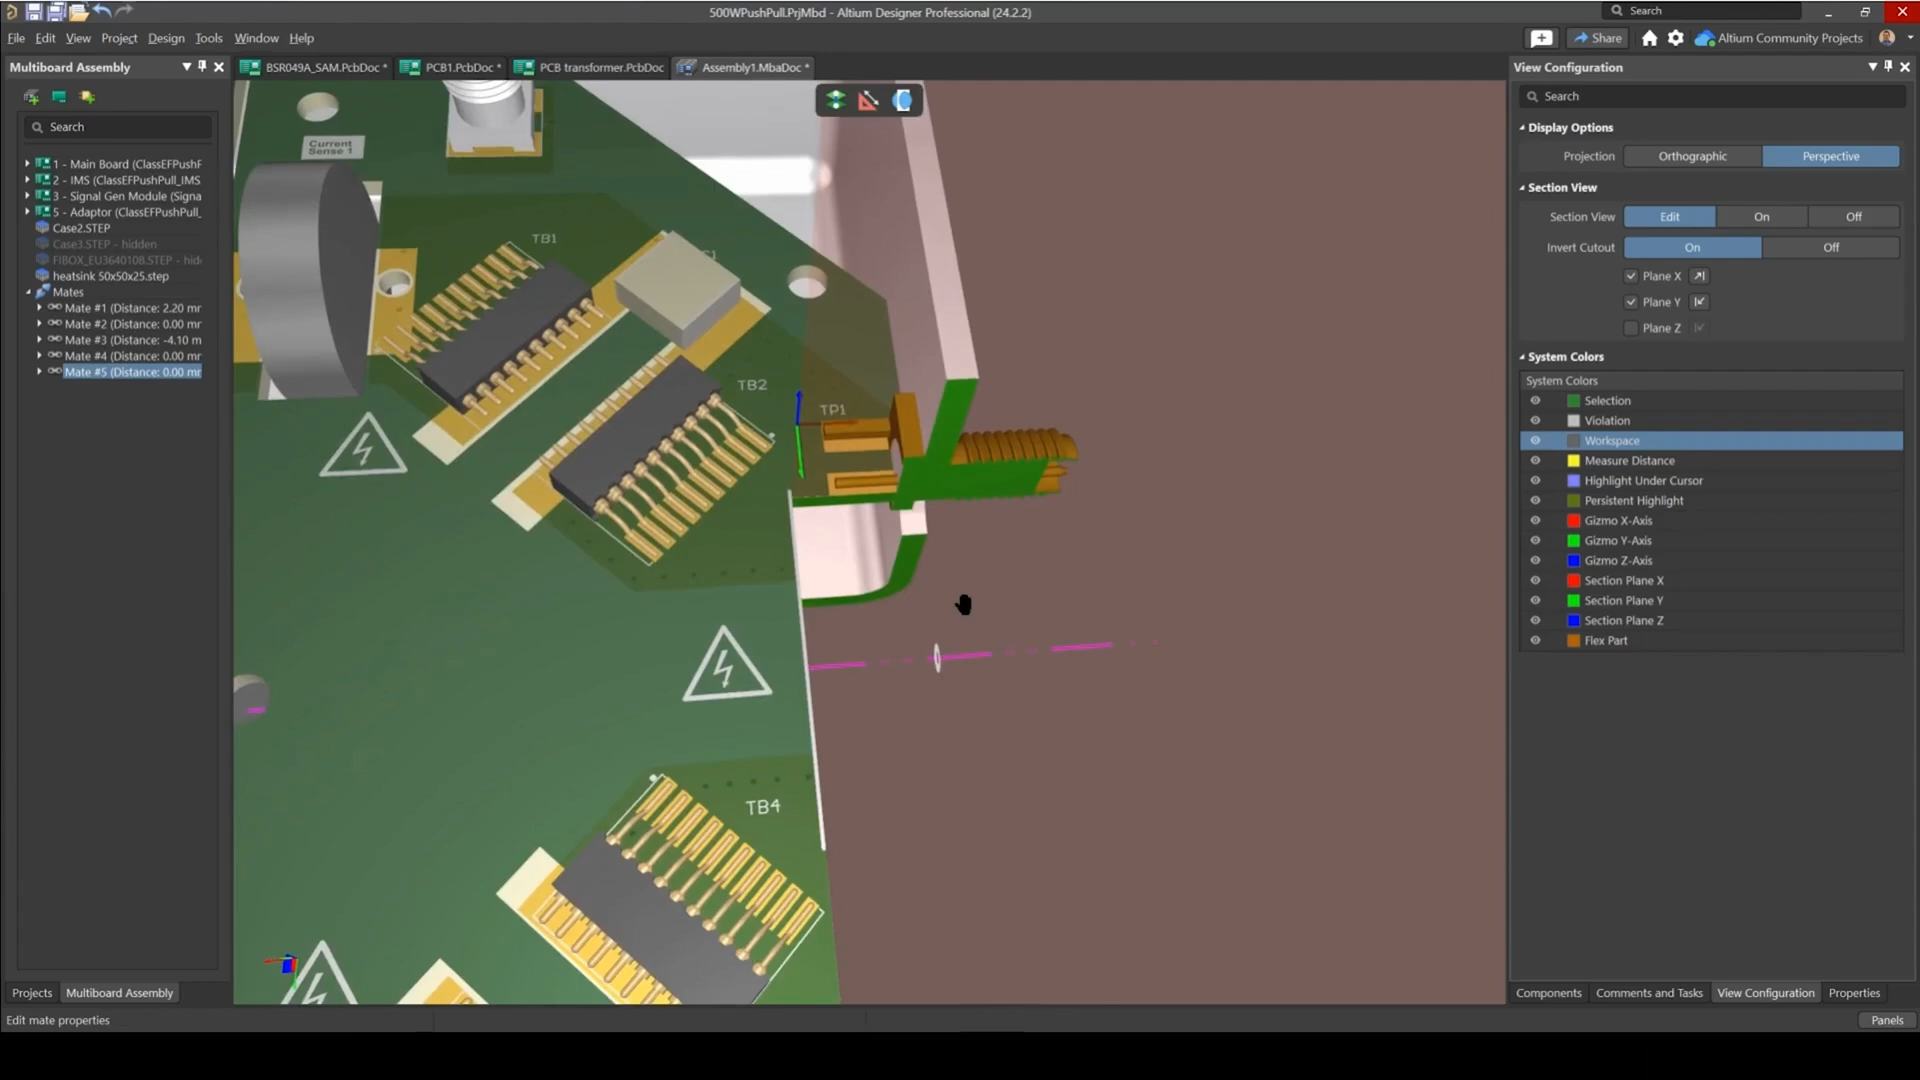 500WPushPull.PrjMbd - Altium Designer Professional (24.2.2)
Search
File Edit View Project Design Tools Window Help
Share
Altium Community Projects
Multiboard Assembly
BSR049A_SAM.PcbDoc *
PCB1.PcbDoc *
PCB transformer.PcbDoc
Assembly1.MbaDoc *
View Configuration
Search
Search
1 - Main Board (ClassEFPushF
2 - IMS (ClassEFPushPull_IMS
3 - Signal Gen Module (Signa
5 - Adaptor (ClassEFPushPull_
Case2.STEP
Case3.STEP - hidden
FIBOX_EU3640108.STEP - hid
heatsink 50x50x25.step
Mates
Mate #1 (Distance: 2.20 mr
Mate #2 (Distance: 0.00 mr
Mate #3 (Distance: -4.10 m
Mate #4 (Distance: 0.00 mr
Mate #5 (Distance: 0.00 mr
Current
Sense 1
TB1
TB2
TP1
TB4
Display Options
Projection Orthographic Perspective
Section View
Section View Edit On Off
Invert Cutout On Off
Plane X
Plane Y
Plane Z
System Colors
System Colors
Selection
Violation
Workspace
Measure Distance
Highlight Under Cursor
Persistent Highlight
Gizmo X-Axis
Gizmo Y-Axis
Gizmo Z-Axis
Section Plane X
Section Plane Y
Section Plane Z
Flex Part
Projects Multiboard Assembly
Components Comments and Tasks View Configuration Properties
Edit mate properties
Panels